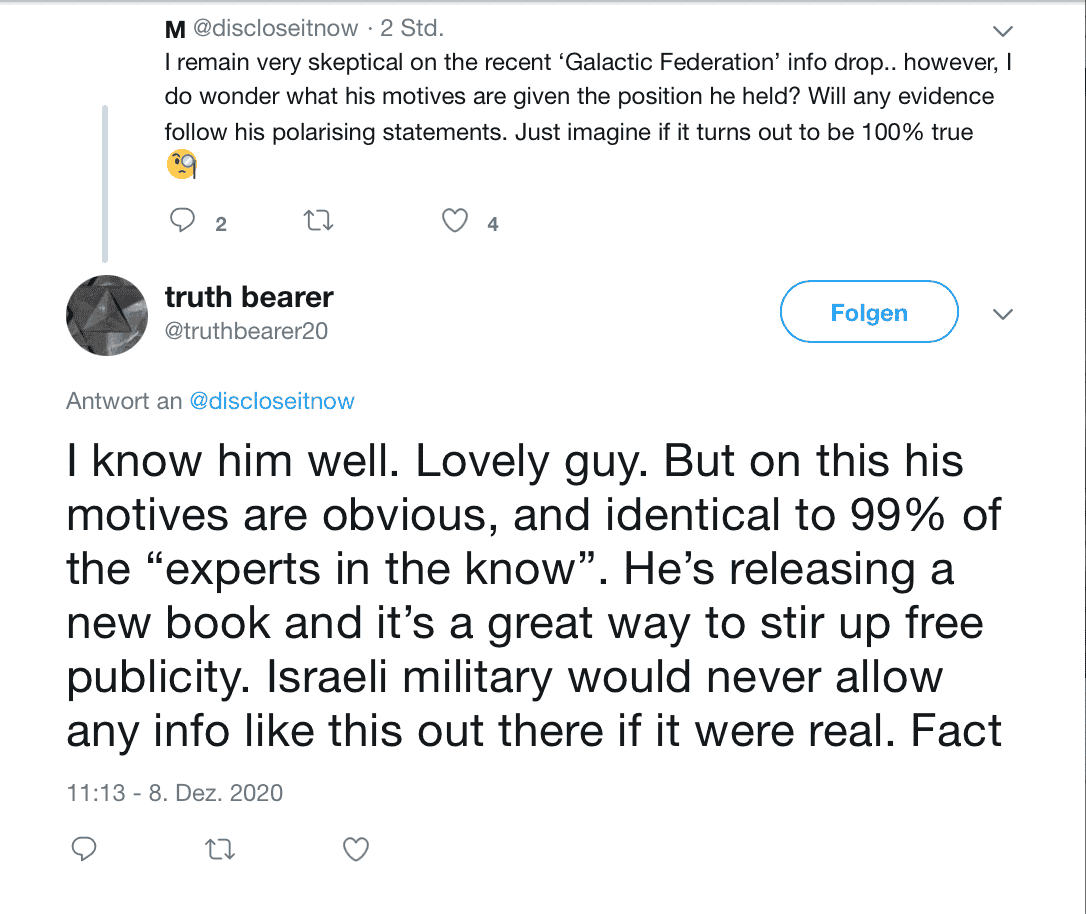 M @discloseitnow · 2 Std.
I remain very skeptical on the recent ‘Galactic Federation’ info drop.. however, I
do wonder what his motives are given the position he held? Will any evidence
follow his polarising statements. Just imagine if it turns out to be 100% true
🧐
2 4
truth bearer
@truthbearer20
Folgen
Antwort an @discloseitnow
I know him well. Lovely guy. But on this his
motives are obvious, and identical to 99% of
the “experts in the know”. He’s releasing a
new book and it’s a great way to stir up free
publicity. Israeli military would never allow
any info like this out there if it were real. Fact
11:13 - 8. Dez. 2020